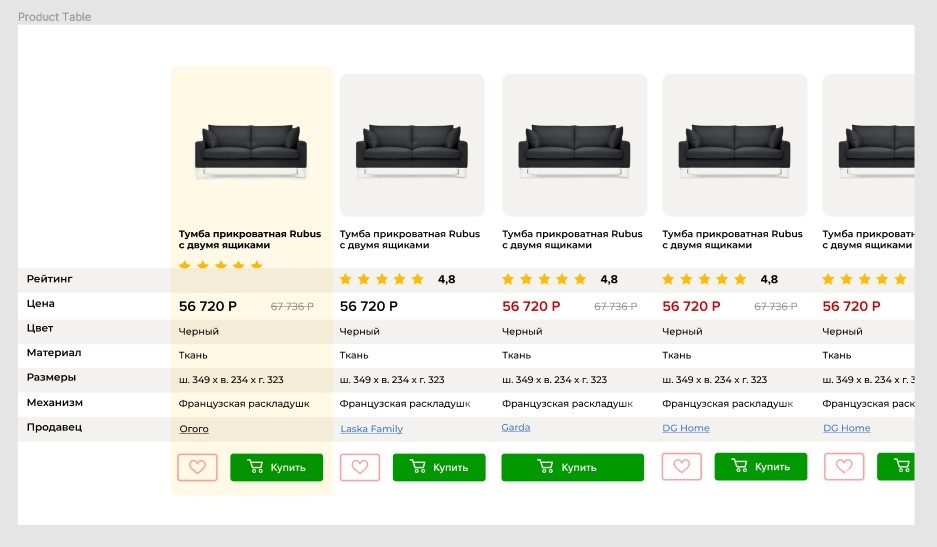 Product Table
Тумба прикроватная Rubus
с двумя ящиками
Тумба прикроватная Rubus
с двумя ящиками
Тумба прикроватная Rubus
с двумя ящиками
Тумба прикроватная Rubus
с двумя ящиками
Тумба прикроват
с двумя ящиками
Рейтинг 4,8 4,8 4,8
Цена 56 720 Р 67 736 Р 56 720 Р 56 720 Р 67 736 Р 56 720 Р 67 736 Р 56 720 Р
Цвет Черный Черный Черный Черный Черный
Материал Ткань Ткань Ткань Ткань Ткань
Размеры ш. 349 х в. 234 х г. 323 ш. 349 х в. 234 х г. 323 ш. 349 х в. 234 х г. 323 ш. 349 х в. 234 х г. 323 ш. 349 х в. 234 х г. 3
Механизм Французская раскладушк Французская раскладушк Французская раскладушк Французская раскладушк Французская раск
Продавец Огого Laska Family Garda DG Home DG Home
Купить Купить Купить Купить